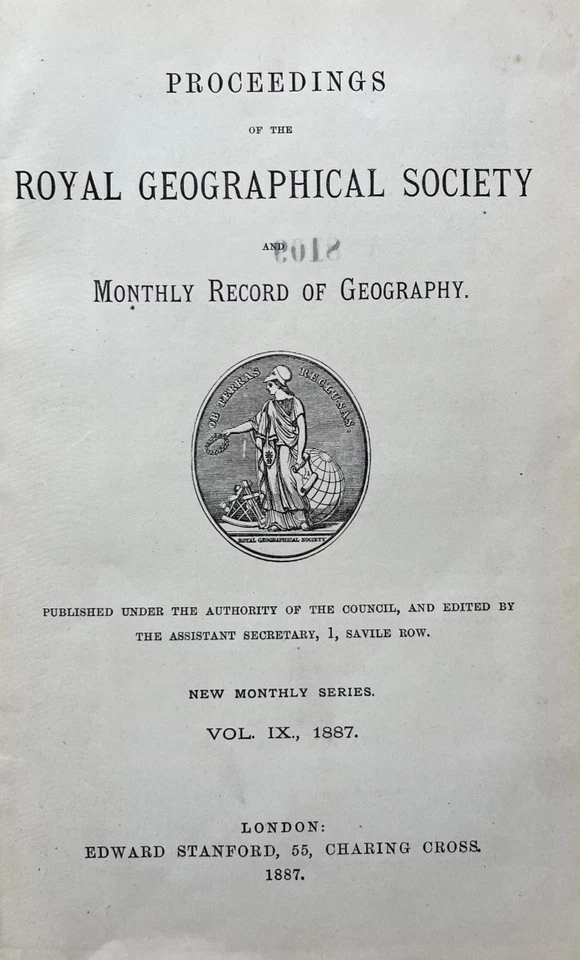 PROCEEDINGS
OF THE
ROYAL GEOGRAPHICAL SOCIETY
AND
8109
MONTHLY RECORD OF GEOGRAPHY.
OB TERRAS RECLUSAS.
ROYAL GEOGRAPHICAL SOCIETY
PUBLISHED UNDER THE AUTHORITY OF THE COUNCIL, AND EDITED BY
THE ASSISTANT SECRETARY, 1, SAVILE ROW.
NEW MONTHLY SERIES.
VOL. IX., 1887.
LONDON:
EDWARD STANFORD, 55, CHARING CROSS.
1887.